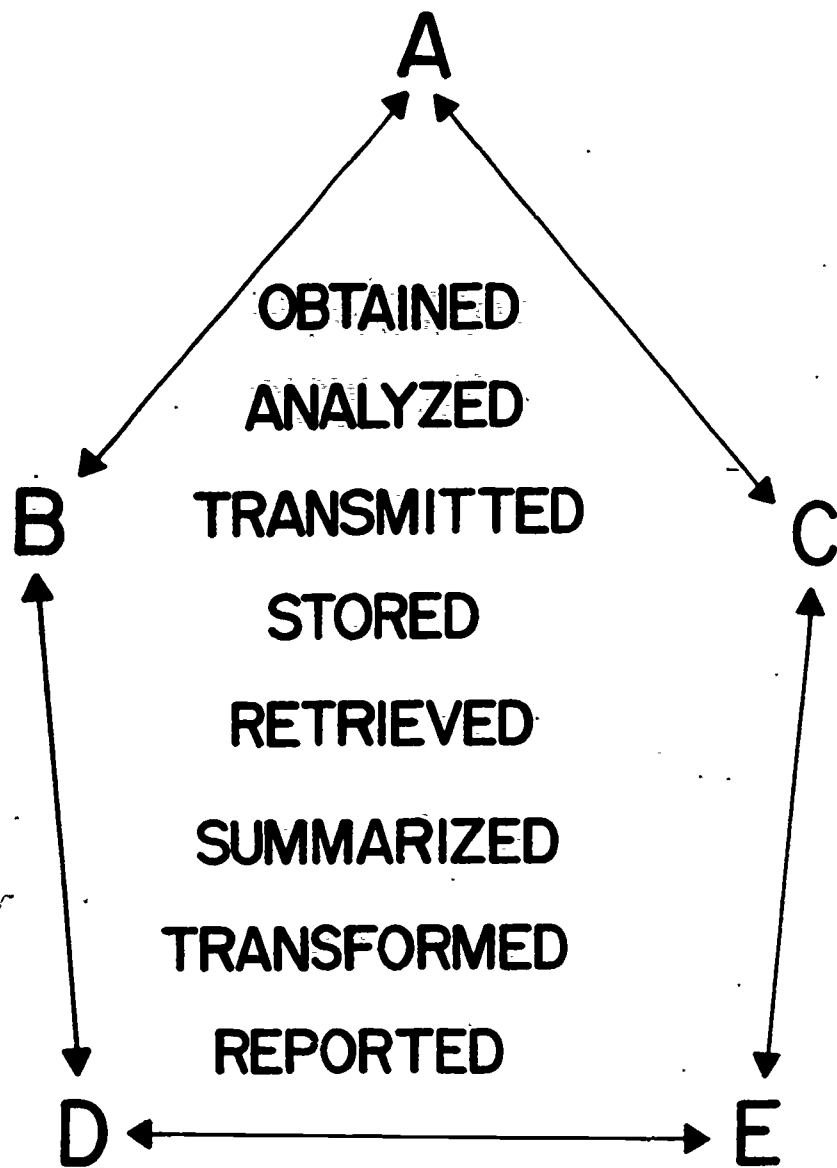 A
OBTAINED
ANALYZED
B TRANSMITTED C
STORED
RETRIEVED
SUMMARIZED
TRANSFORMED
REPORTED
D E